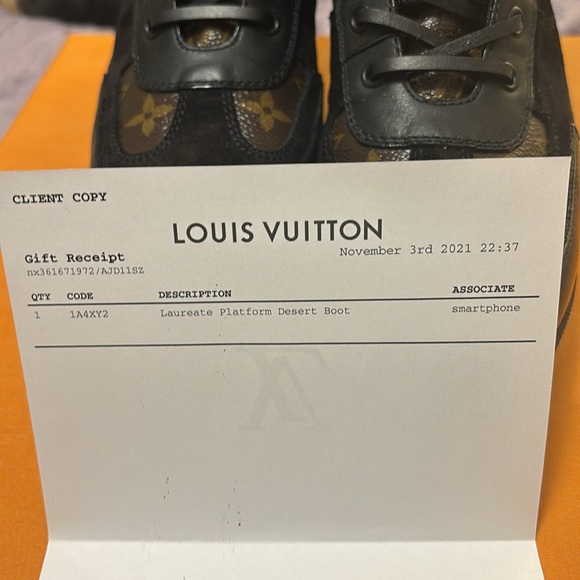 CLIENT COPY
LOUIS VUITTON
November 3rd 2021 22:37
Gift Receipt
nx361671972/AJD11SZ
QTY CODE DESCRIPTION ASSOCIATE
1 1A4XY2 Laureate Platform Desert Boot smartphone